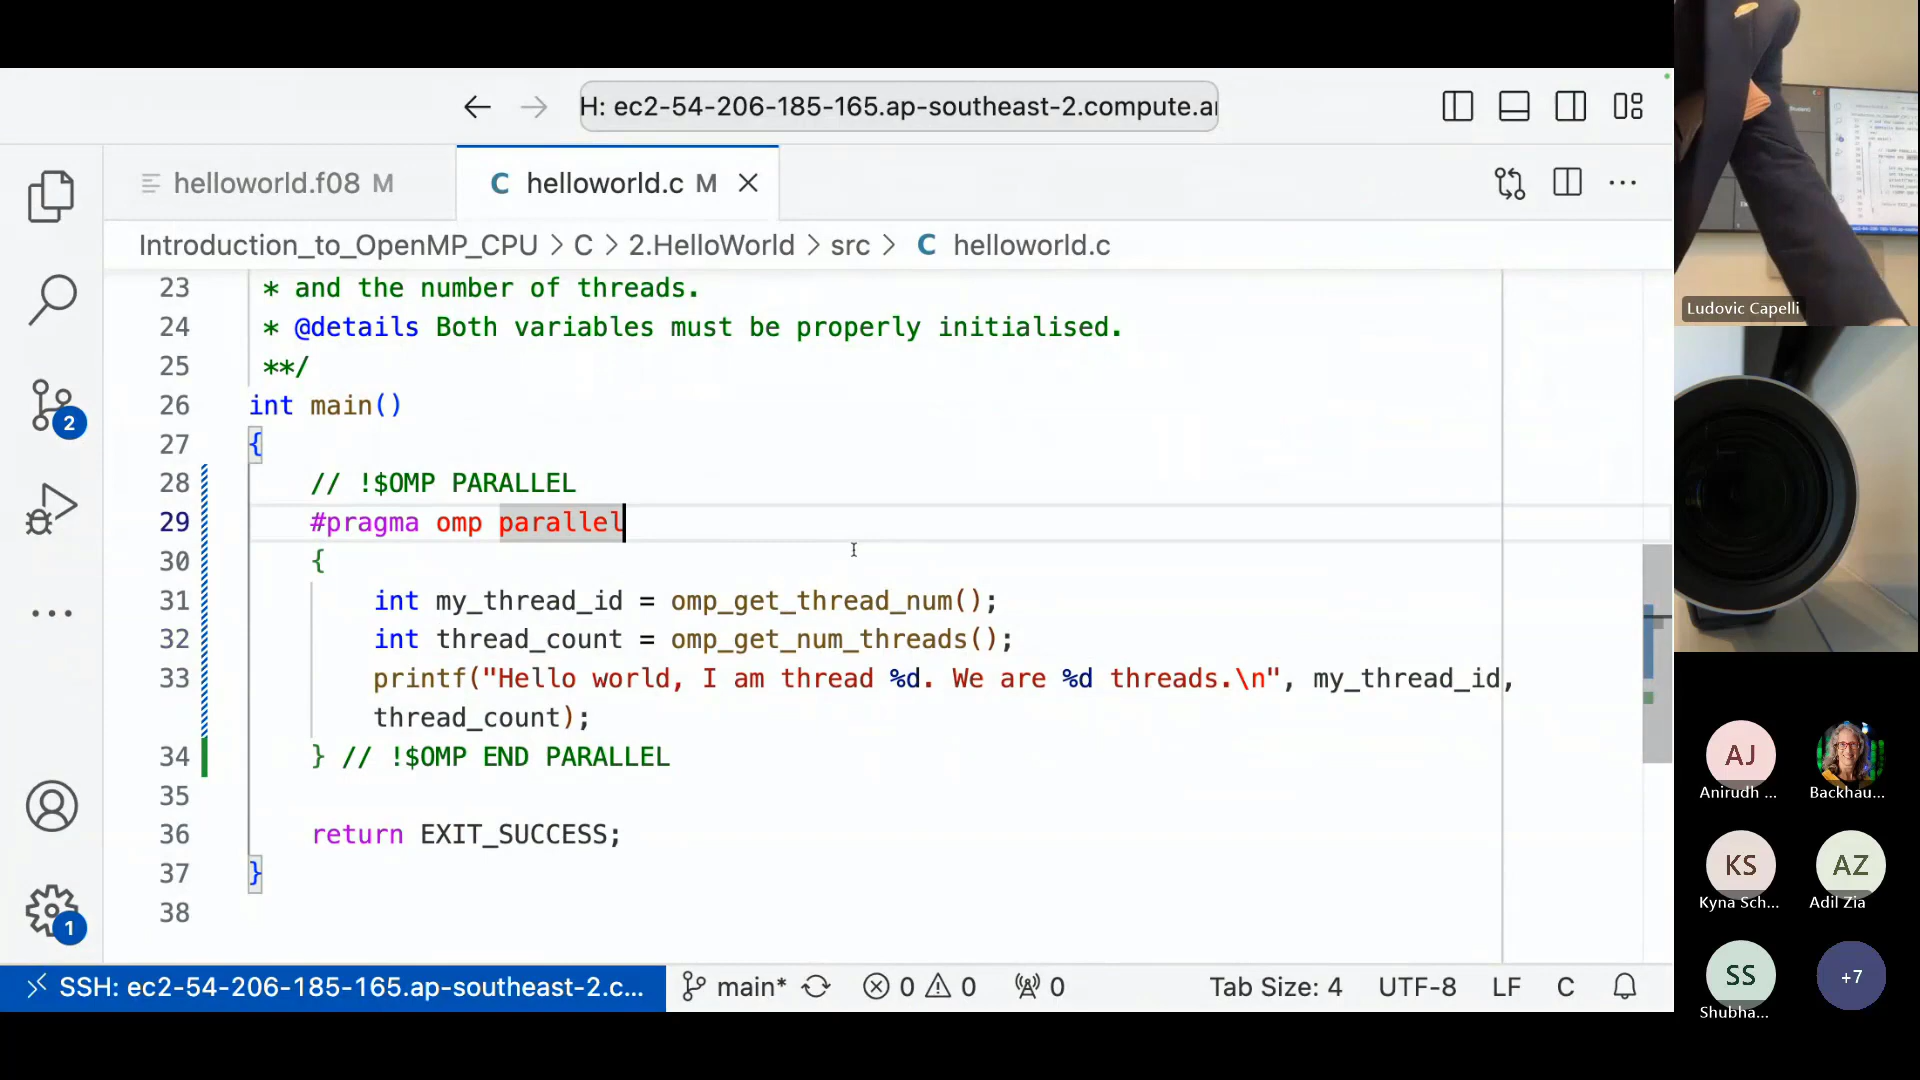 H: ec2-54-206-185-165.ap-southeast-2.compute.a
helloworld.f08 M
C helloworld.c M
Introduction_to_OpenMP_CPU > C > 2.HelloWorld > src > C helloworld.c
23 * and the number of threads.
24 * @details Both variables must be properly initialised.
25 **/
26 int main()
27 {
28 // !$OMP PARALLEL
29 #pragma omp parallel
30 {
31 int my_thread_id = omp_get_thread_num();
32 int thread_count = omp_get_num_threads();
33 printf("Hello world, I am thread %d. We are %d threads.\n", my_thread_id,
thread_count);
34 } // !$OMP END PARALLEL
35
36 return EXIT_SUCCESS;
37 }
38
2
1
SSH: ec2-54-206-185-165.ap-southeast-2.c... main* 0 0 0 Tab Size: 4 UTF-8 LF C
Ludovic Capelli
AJ
Anirudh ...
Backhau...
KS
Kyna Sch...
AZ
Adil Zia
SS
Shubha...
+7